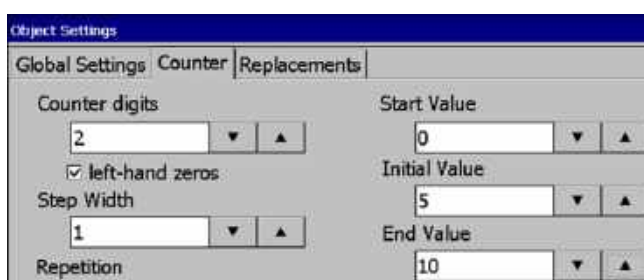 Object Settings
Global Settings Counter Replacements
Counter digits
2
left-hand zeros
Step Width
1
Repetition
Start Value
0
Initial Value
5
End Value
10